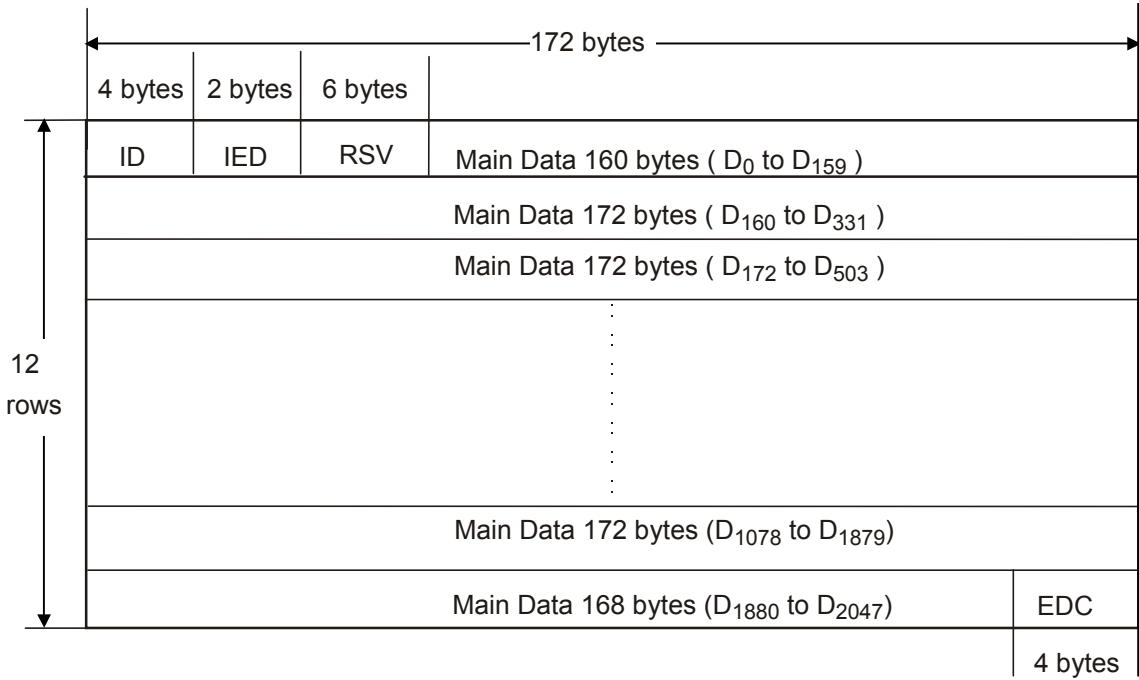 172 bytes
4 bytes 2 bytes 6 bytes
ID IED RSV Main Data 160 bytes ( D₀ to D₁₅₉ )
Main Data 172 bytes ( D₁₆₀ to D₃₃₁ )
Main Data 172 bytes ( D₁₇₂ to D₅₀₃ )
12
rows
Main Data 172 bytes (D₁₀₇₈ to D₁₈₇₉)
Main Data 168 bytes (D₁₈₈₀ to D₂₀₄₇) EDC
4 bytes